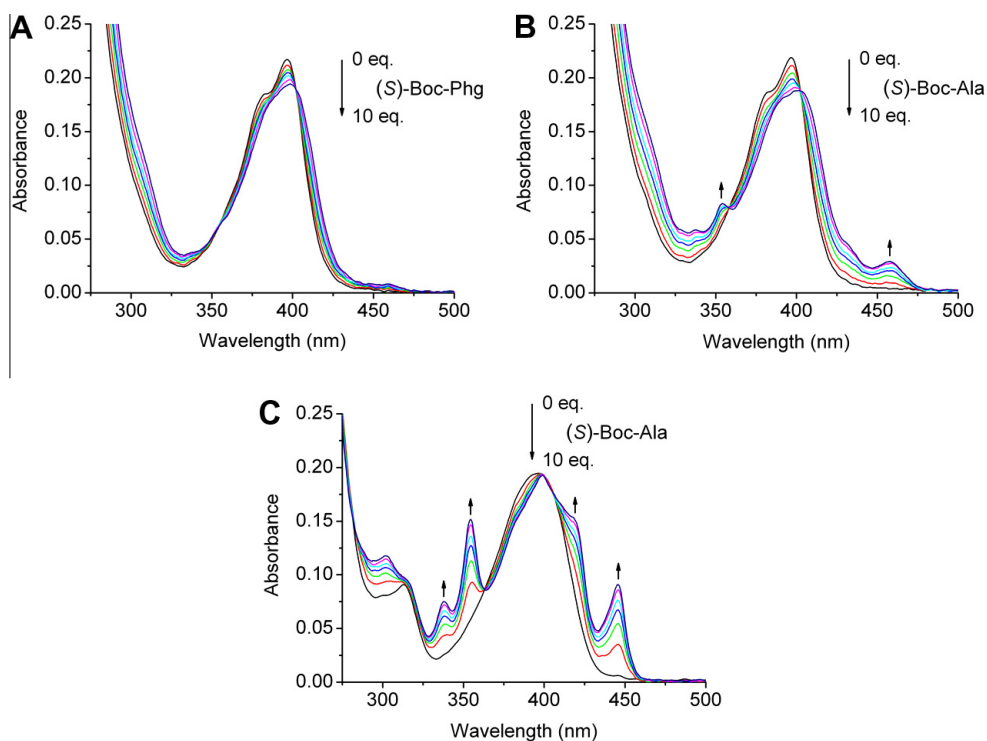 A
0.25
0.20
0.15
0.10
0.05
0.00
Absorbance
0 eq.
(S)-Boc-Phg
10 eq.
300 350 400 450 500
Wavelength (nm)
B
0.25
0.20
0.15
0.10
0.05
0.00
Absorbance
0 eq.
(S)-Boc-Ala
10 eq.
300 350 400 450 500
Wavelength (nm)
C
0.25
0.20
0.15
0.10
0.05
0.00
Absorbance
0 eq.
(S)-Boc-Ala
10 eq.
300 350 400 450 500
Wavelength (nm)